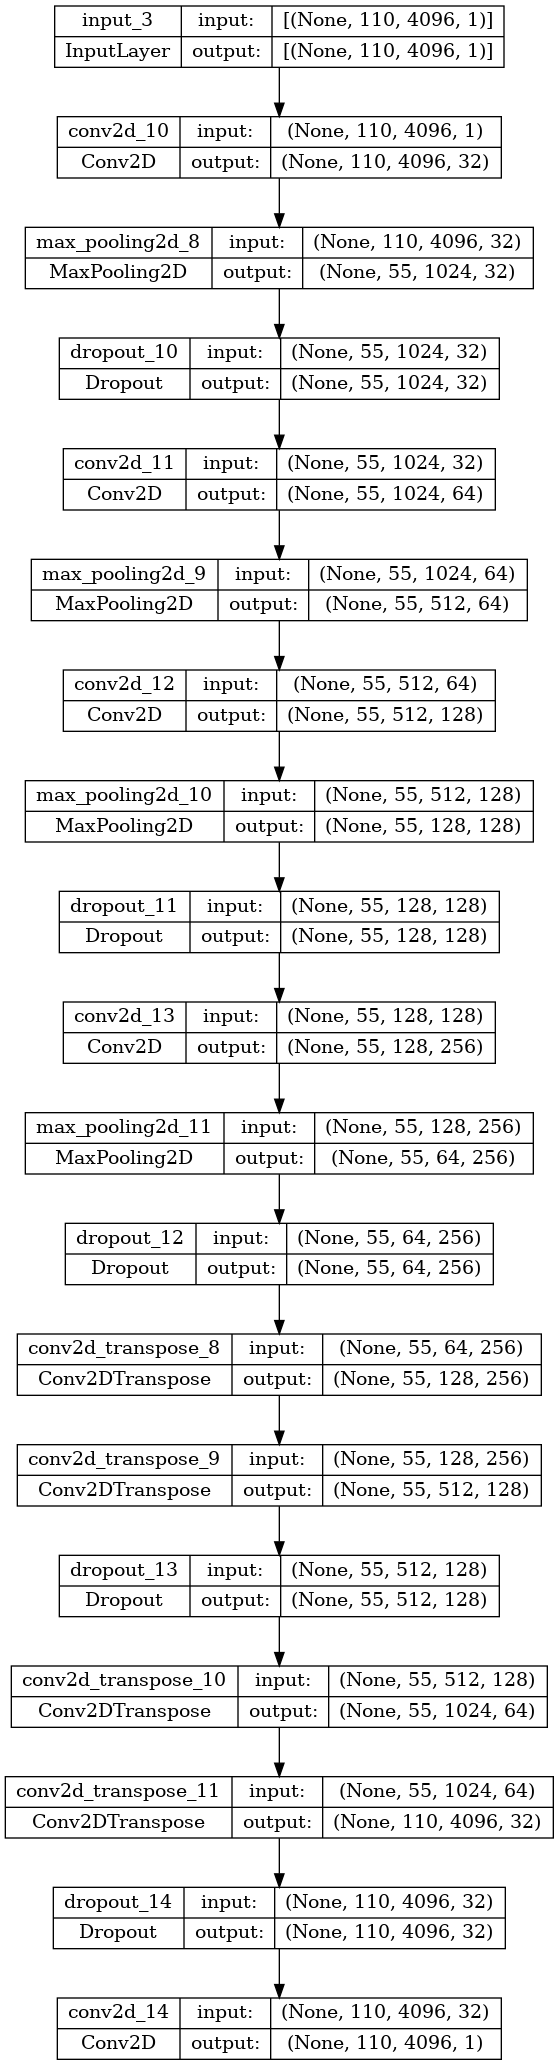 input_3 input: [(None, 110, 4096, 1)]
InputLayer output: [(None, 110, 4096, 1)]
conv2d_10 input: (None, 110, 4096, 1)
Conv2D output: (None, 110, 4096, 32)
max_pooling2d_8 input: (None, 110, 4096, 32)
MaxPooling2D output: (None, 55, 1024, 32)
dropout_10 input: (None, 55, 1024, 32)
Dropout output: (None, 55, 1024, 32)
conv2d_11 input: (None, 55, 1024, 32)
Conv2D output: (None, 55, 1024, 64)
max_pooling2d_9 input: (None, 55, 1024, 64)
MaxPooling2D output: (None, 55, 512, 64)
conv2d_12 input: (None, 55, 512, 64)
Conv2D output: (None, 55, 512, 128)
max_pooling2d_10 input: (None, 55, 512, 128)
MaxPooling2D output: (None, 55, 128, 128)
dropout_11 input: (None, 55, 128, 128)
Dropout output: (None, 55, 128, 128)
conv2d_13 input: (None, 55, 128, 128)
Conv2D output: (None, 55, 128, 256)
max_pooling2d_11 input: (None, 55, 128, 256)
MaxPooling2D output: (None, 55, 64, 256)
dropout_12 input: (None, 55, 64, 256)
Dropout output: (None, 55, 64, 256)
conv2d_transpose_8 input: (None, 55, 64, 256)
Conv2DTranspose output: (None, 55, 128, 256)
conv2d_transpose_9 input: (None, 55, 128, 256)
Conv2DTranspose output: (None, 55, 512, 128)
dropout_13 input: (None, 55, 512, 128)
Dropout output: (None, 55, 512, 128)
conv2d_transpose_10 input: (None, 55, 512, 128)
Conv2DTranspose output: (None, 55, 1024, 64)
conv2d_transpose_11 input: (None, 55, 1024, 64)
Conv2DTranspose output: (None, 110, 4096, 32)
dropout_14 input: (None, 110, 4096, 32)
Dropout output: (None, 110, 4096, 32)
conv2d_14 input: (None, 110, 4096, 32)
Conv2D output: (None, 110, 4096, 1)